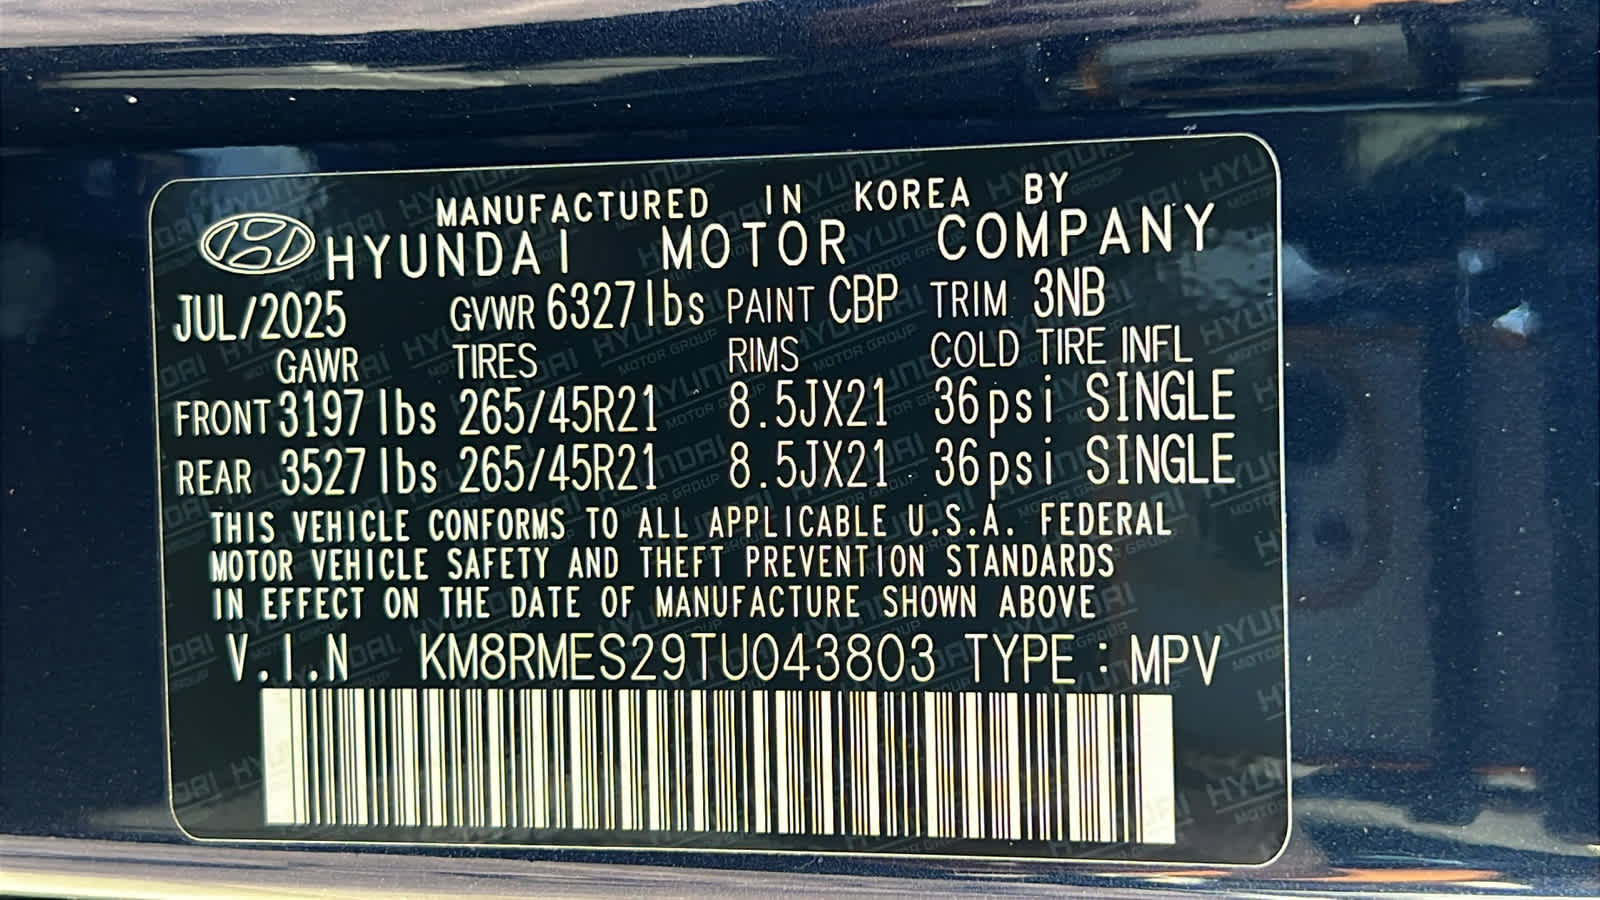 MANUFACTURED IN KOREA BY
HYUNDAI MOTOR COMPANY
JUL/2025 GVWR 6327lbs PAINT CBP TRIM 3NB
GAWR TIRES RIMS COLD TIRE INFL
FRONT 3197lbs 265/45R21 8.5JX21 36psi SINGLE
REAR 3527lbs 265/45R21 8.5JX21 36psi SINGLE
THIS VEHICLE CONFORMS TO ALL APPLICABLE U.S.A. FEDERAL
MOTOR VEHICLE SAFETY AND THEFT PREVENTION STANDARDS
IN EFFECT ON THE DATE OF MANUFACTURE SHOWN ABOVE
V.I.N KM8RMES29TU043803 TYPE : MPV